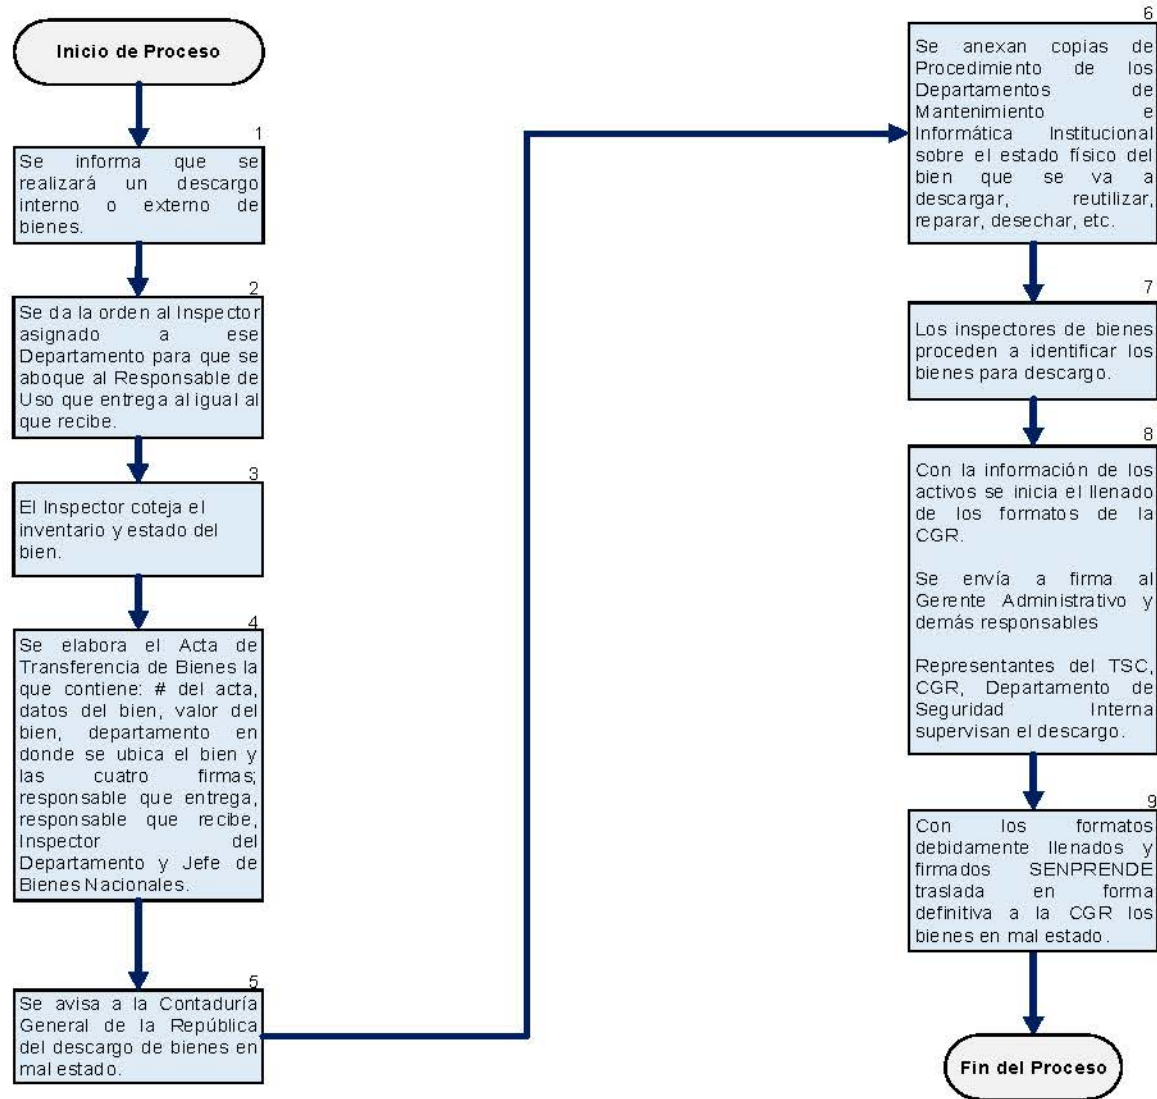 Inicio de Proceso
1
Se informa que se
realizará un descargo
interno o externo de
bienes.
2
Se da la orden al Inspector
asignado a ese
Departamento para que se
aboque al Responsable de
Uso que entrega al igual al
que recibe.
3
El Inspector coteja el
inventario y estado del
bien.
4
Se elabora el Acta de
Transferencia de Bienes la
que contiene: # del acta,
datos del bien, valor del
bien, departamento en
donde se ubica el bien y
las cuatro firmas;
responsable que entrega,
responsable que recibe,
Inspector del
Departamento y Jefe de
Bienes Nacionales.
5
Se avisa a la Contaduría
General de la República
del descargo de bienes en
mal estado.
6
Se anexan copias de
Procedimiento de los
Departamentos de
Mantenimiento e
Informática Institucional
sobre el estado físico del
bien que se va a
descargar, reutilizar,
reparar, desechar, etc.
7
Los inspectores de bienes
proceden a identificar los
bienes para descargo.
8
Con la información de los
activos se inicia el llenado
de los formatos de la
CGR.
Se envía a firma al
Gerente Administrativo y
demás responsables
Representantes del TSC,
CGR, Departamento de
Seguridad Interna
supervisan el descargo.
9
Con los formatos
debidamente llenados y
firmados SENPRENDE
traslada en forma
definitiva a la CGR los
bienes en mal estado.
Fin del Proceso